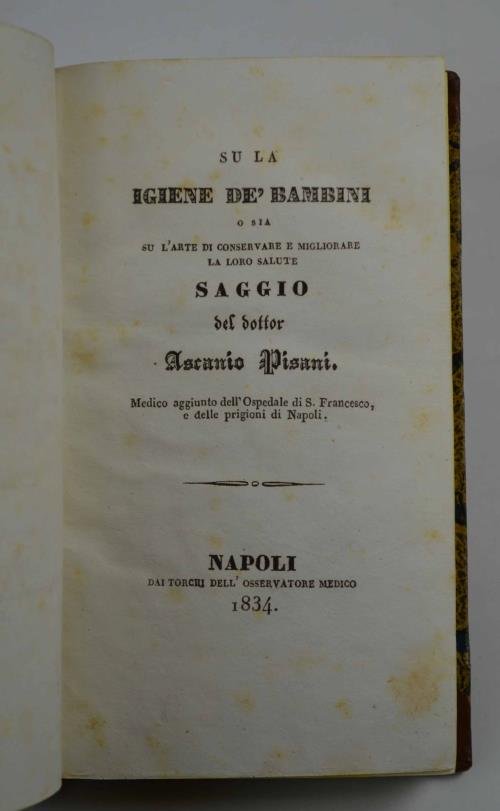 SU LA
IGIENE DE' BAMBINI
O SIA
SU L'ARTE DI CONSERVARE E MIGLIORARE
LA LORO SALUTE
SAGGIO
del dottor
Ascanio Pisani.
Medico aggiunto dell'Ospedale di S. Francesco,
e delle prigioni di Napoli.
NAPOLI
DAI TORCHI DELL' OSSERVATORE MEDICO
1834.